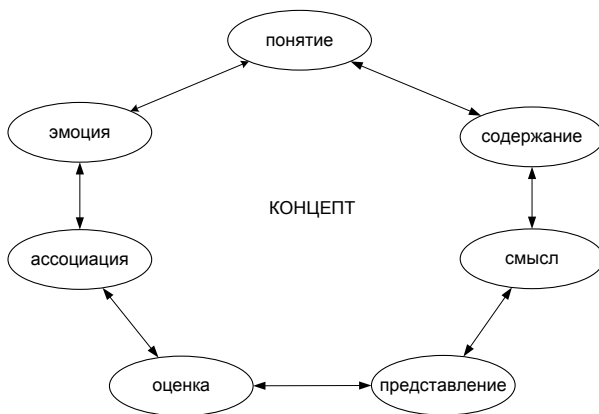 понятие
эмоция
содержание
КОНЦЕПТ
ассоциация
смысл
оценка
представление